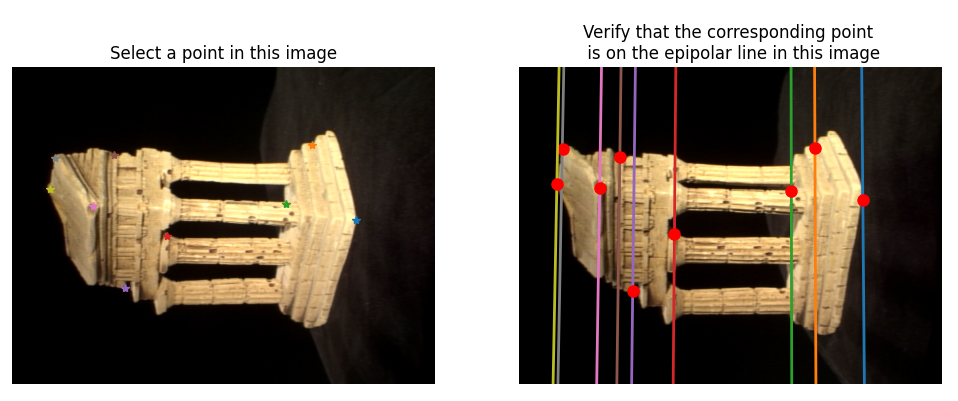 Select a point in this image
Verify that the corresponding point
is on the epipolar line in this image